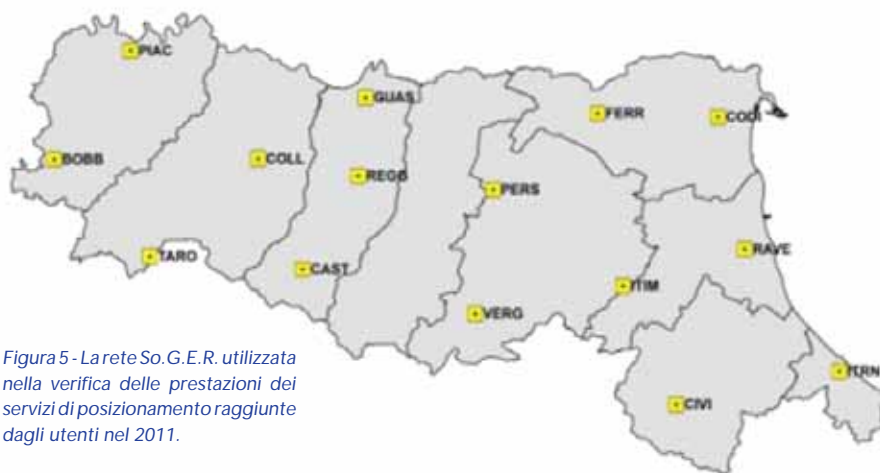 PIAC
GUAS
FERR
CODI
BOBB
COLL
REGB
PERS
TARO
CAST
RAVE
ITIM
VERG
ITRN
CIVI
Figura 5 - La rete So.G.E.R. utilizzata
nella verifica delle prestazioni dei
servizi di posizionamento raggiunte
dagli utenti nel 2011.